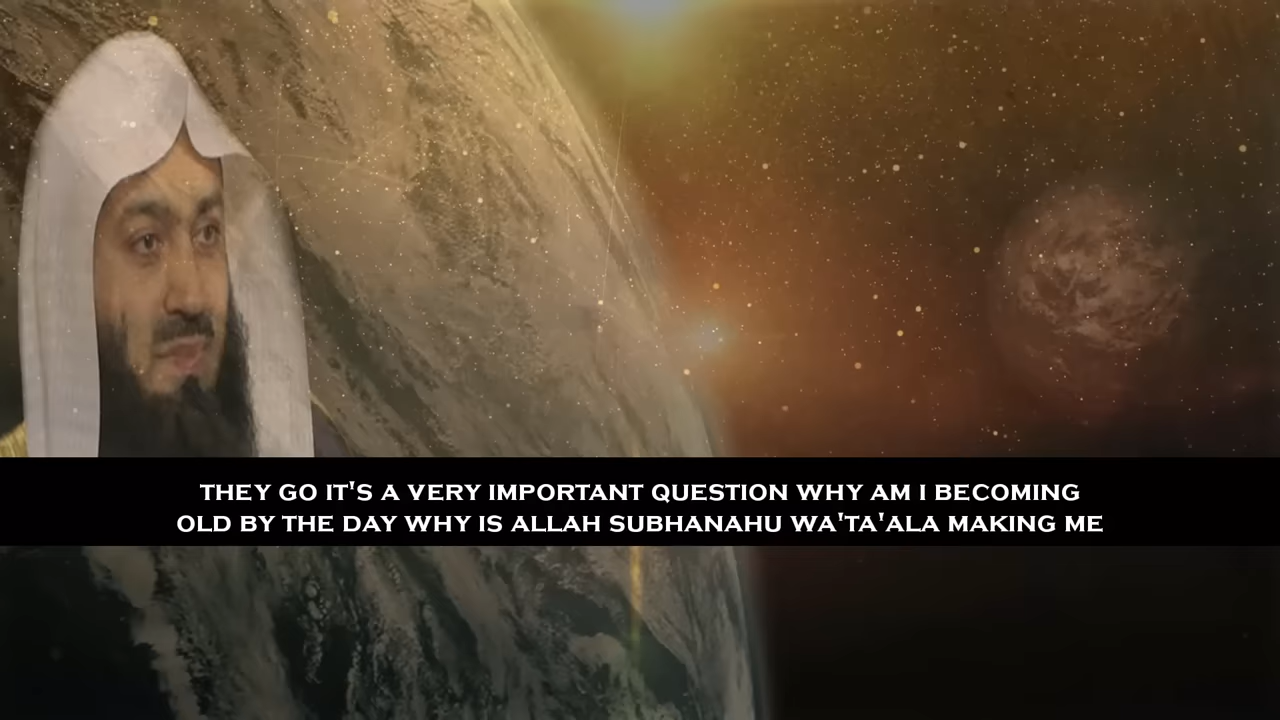 THEY GO IT'S A VERY IMPORTANT QUESTION WHY AM I BECOMING
OLD BY THE DAY WHY IS ALLAH SUBHANAHU WA'TA'ALA MAKING ME